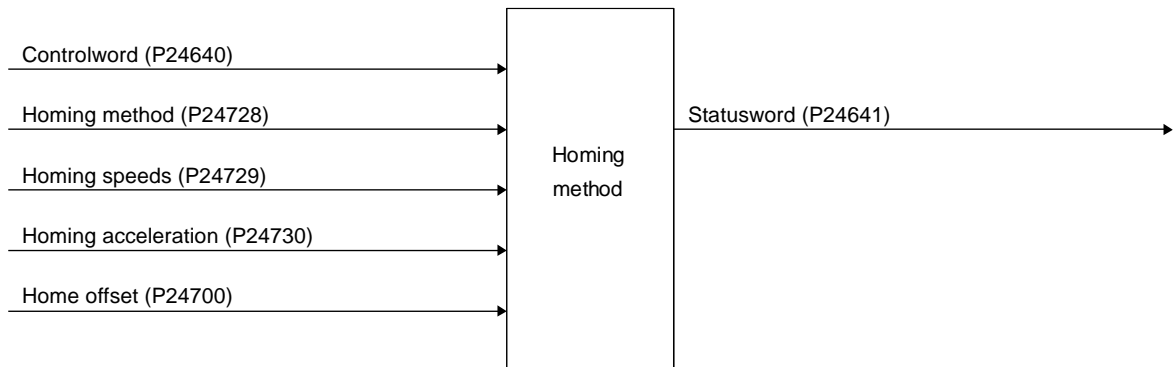 Controlword (P24640)
Homing method (P24728)
Homing speeds (P24729)
Homing acceleration (P24730)
Home offset (P24700)
Homing
method
Statusword (P24641)